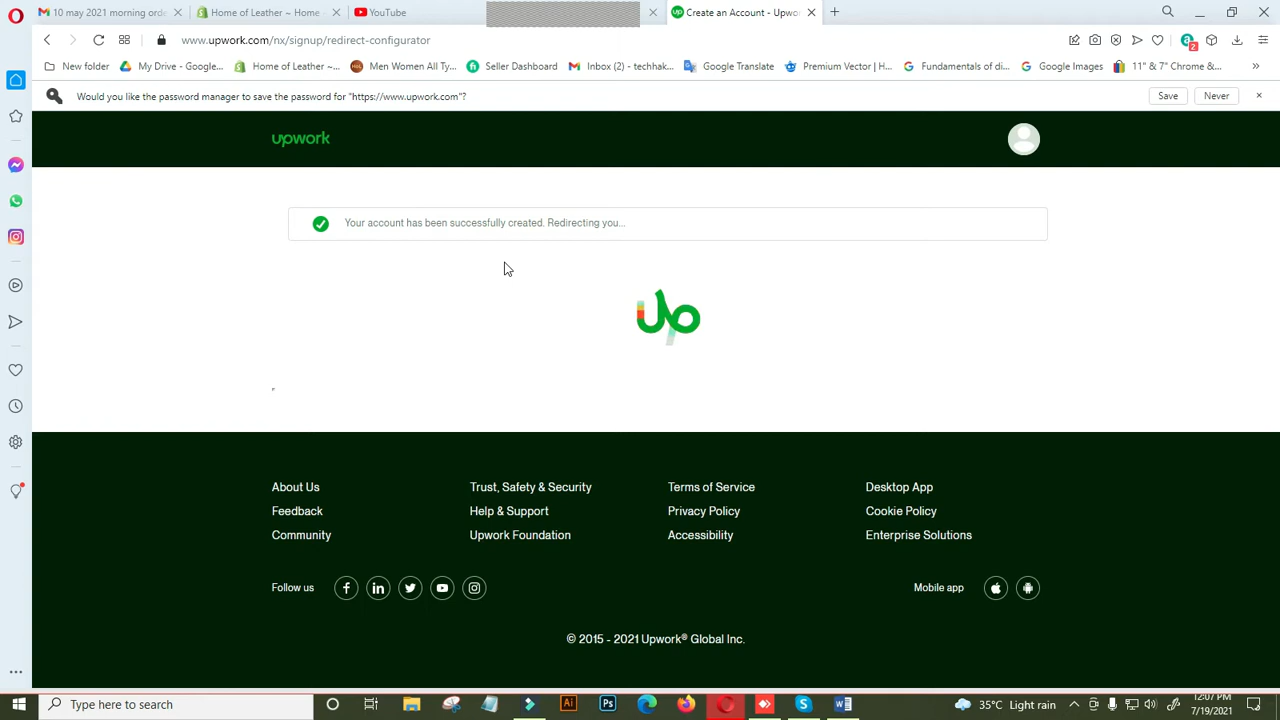 10 may 2021 morning orde
Home of Leather ~ Home
YouTube
Create an Account - Upwor
www.upwork.com/nx/signup/redirect-configurator
2
New folder
My Drive - Google...
Home of Leather ~...
Men Women All Ty...
Seller Dashboard
Inbox (2) - techhak...
Google Translate
Premium Vector | H...
Fundamentals of di...
Google Images
11" & 7" Chrome &...
Would you like the password manager to save the password for "https://www.upwork.com"?
Save
Never
upwork
Your account has been successfully created. Redirecting you...
up
About Us
Trust, Safety & Security
Terms of Service
Desktop App
Feedback
Help & Support
Privacy Policy
Cookie Policy
Community
Upwork Foundation
Accessibility
Enterprise Solutions
Follow us
Mobile app
© 2015 - 2021 Upwork® Global Inc.
Type here to search
Ai
Ps
35°C Light rain
12:07 PM
7/19/2021